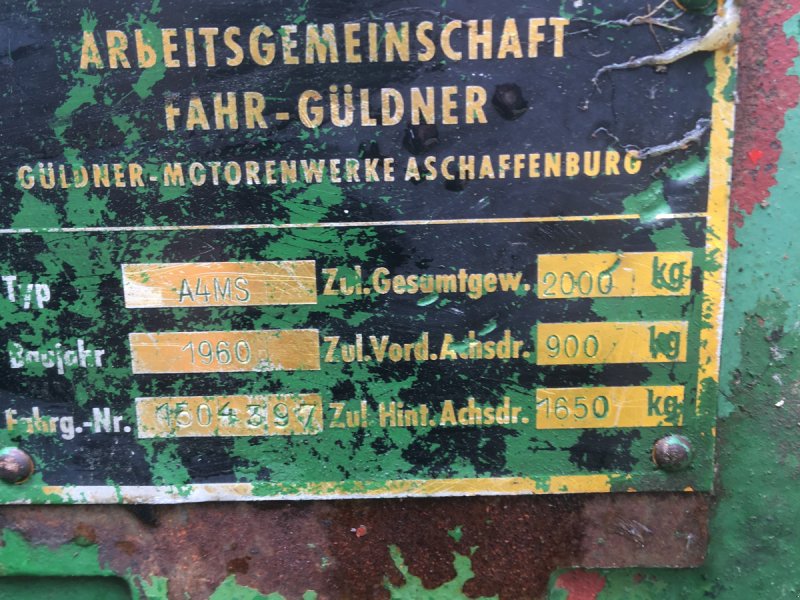 ARBEITSGEMEINSCHAFT
FAHR-GÜLDNER
GÜLDNER-MOTORENWERKE ASCHAFFENBURG
Typ A4MS Zul.Gesamtgew. 2000 kg
Baujahr 1960 Zul.Vord.Achsdr. 900 kg
Fahrg.-Nr. 1504397 Zul Hint.Achsdr. 1650 kg